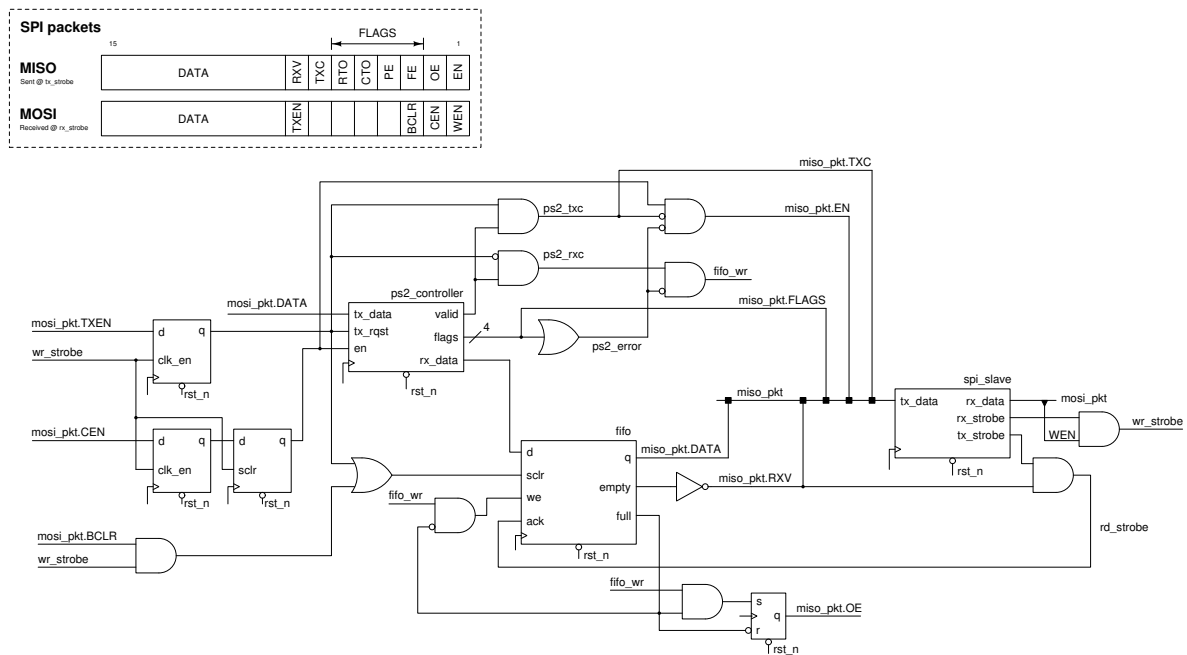 SPI packets
15
FLAGS
1
MISO
Sent @ tx_strobe
DATA
RXV
TXC
RTO
CTO
PE
FE
OE
EN
MOSI
Received @ rx_strobe
DATA
TXEN
BCLR
CEN
WEN
miso_pkt.TXC
ps2_txc
miso_pkt.EN
ps2_rxc
fifo_wr
ps2_controller
miso_pkt.FLAGS
mosi_pkt.DATA
tx_data
valid
mosi_pkt.TXEN
d
q
tx_rqst
flags
4
wr_strobe
clk_en
en
rx_data
ps2_error
rst_n
rst_n
spi_slave
miso_pkt
tx_data
rx_data
mosi_pkt
rx_strobe
wr_strobe
tx_strobe
WEN
rst_n
mosi_pkt.CEN
d
q
d
q
clk_en
sclr
rst_n
rst_n
fifo
d
q
miso_pkt.DATA
sclr
empty
miso_pkt.RXV
fifo_wr
we
full
ack
rst_n
rd_strobe
mosi_pkt.BCLR
wr_strobe
fifo_wr
s
q
miso_pkt.OE
r
rst_n